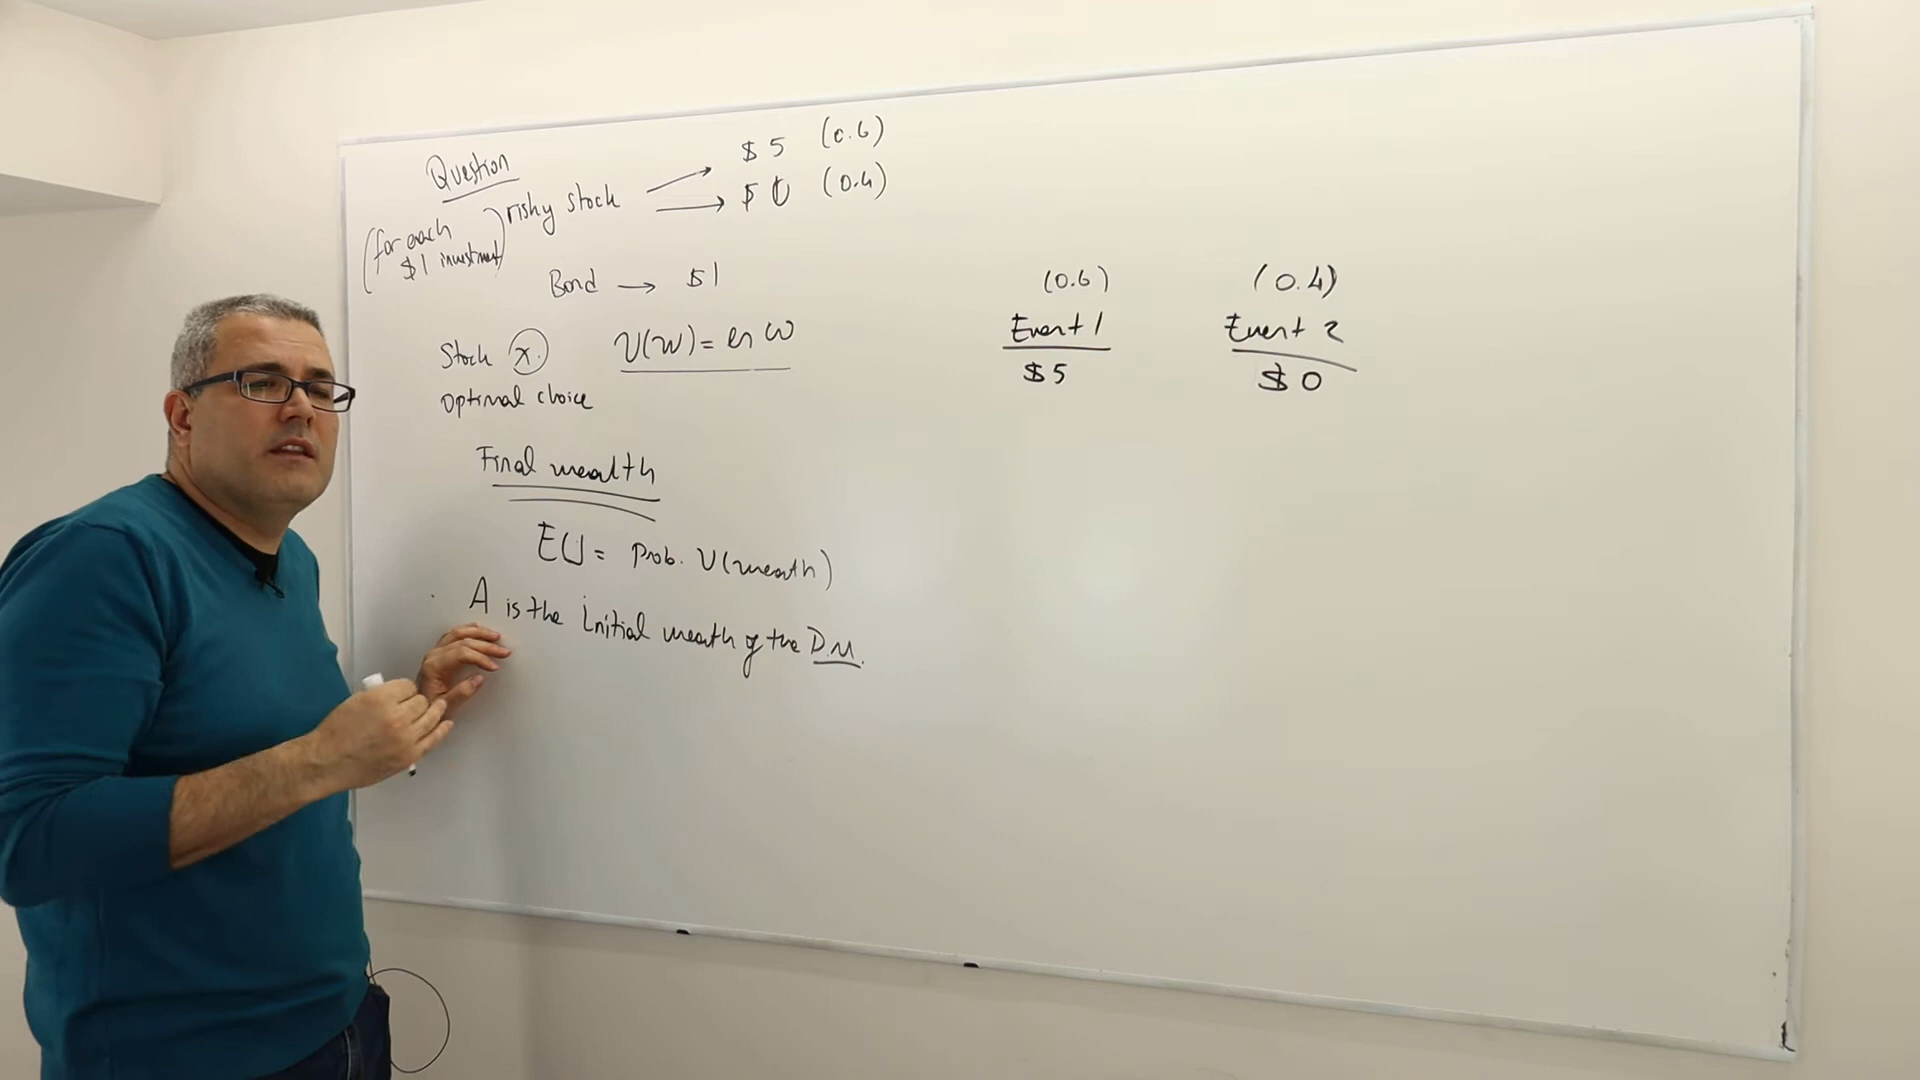 Question
risky stock
$ 5 (0.6)
$ 0 (0.4)
(for each
$1 investment)
Bond → $1
Stock x.
U(W) = ln W
Optimal choice
Final wealth
EU = Prob. U(wealth)
A is the initial wealth of the D.M.
(0.6) (0.4)
Event 1 Event 2
$5 $0